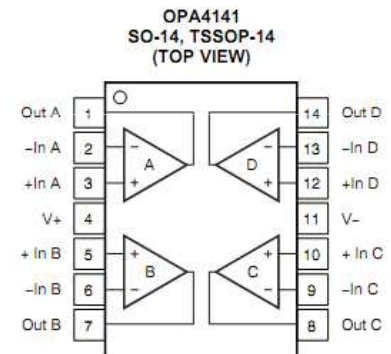 OPA4141
SO-14, TSSOP-14
(TOP VIEW)
Out A 1 14 Out D
–In A 2 – – 13 –In D
A D
+In A 3 + + 12 +In D
V+ 4 11 V–
+ In B 5 + + 10 + In C
B C
–In B 6 – – 9 –In C
Out B 7 8 Out C